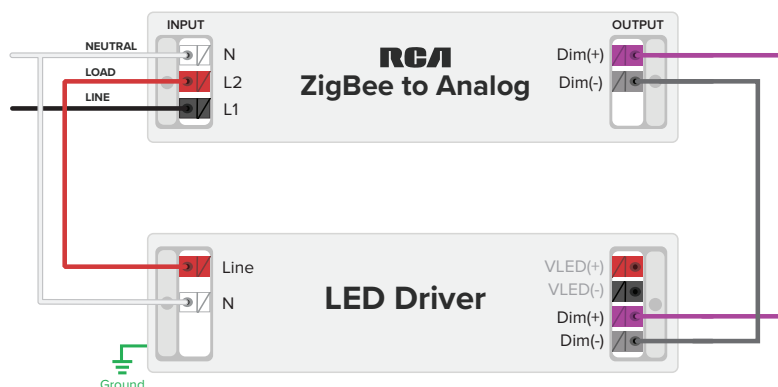 INPUT
OUTPUT
NEUTRAL
N
LOAD
L2
LINE
L1
RCA
ZigBee to Analog
Dim(+)
Dim(-)
Line
N
LED Driver
VLED(+)
VLED(-)
Dim(+)
Dim(-)
Ground